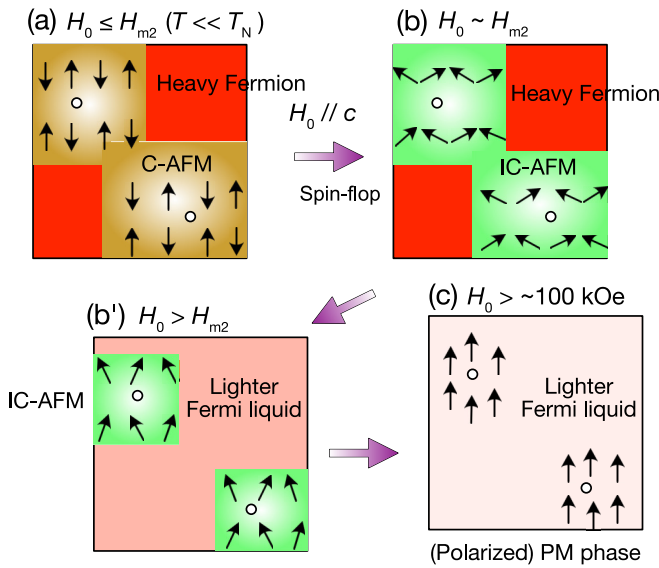 (a) H₀ ≤ Hₘ₂ (T << T_N)
(b) H₀ ~ Hₘ₂
Heavy Fermion
Heavy Fermion
H₀ // c
C-AFM
Spin-flop
IC-AFM
(b') H₀ > Hₘ₂
(c) H₀ > ~100 kOe
IC-AFM
Lighter
Fermi liquid
Lighter
Fermi liquid
(Polarized) PM phase